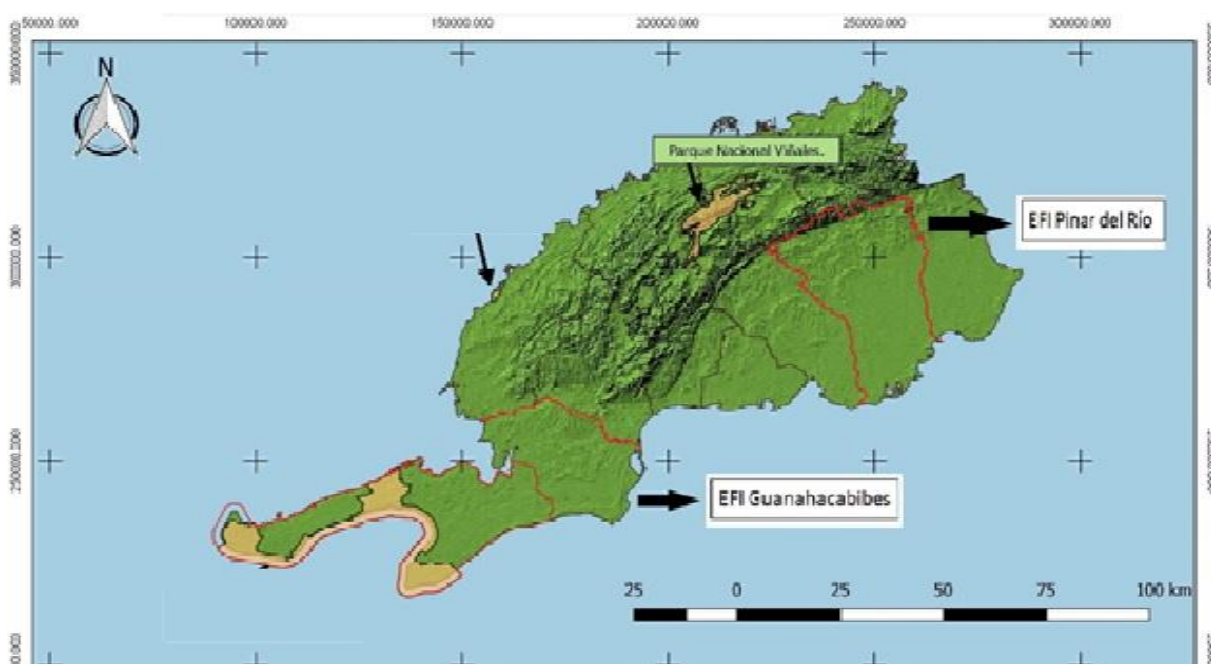 50000.000 100000.000 150000.000 200000.000 250000.000 300000.000
N
Parque Nacional Viñales.
EFI Pinar del Río
EFII Guanahacabibes
25 0 25 50 75 100 km